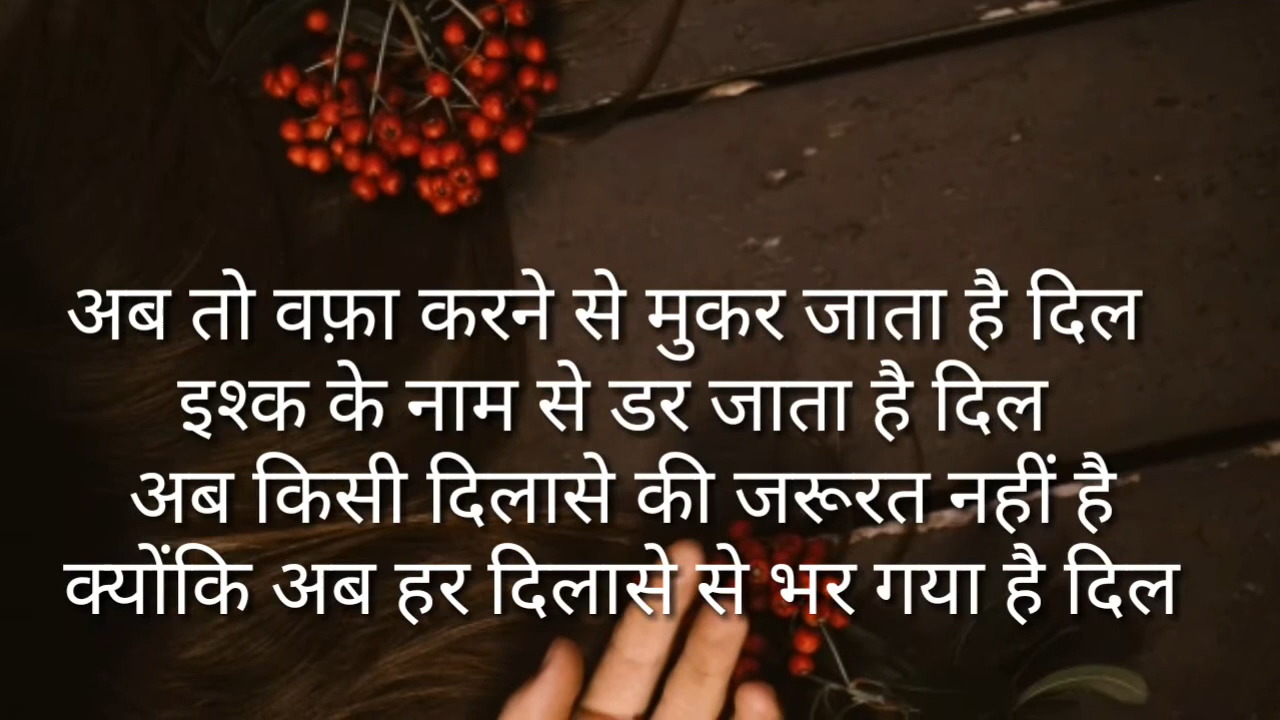 अब तो वफ़ा करने से मुकर जाता है दिल
इश्क के नाम से डर जाता है दिल
अब किसी दिलासे की जरूरत नहीं है
क्योंकि अब हर दिलासे से भर गया है दिल